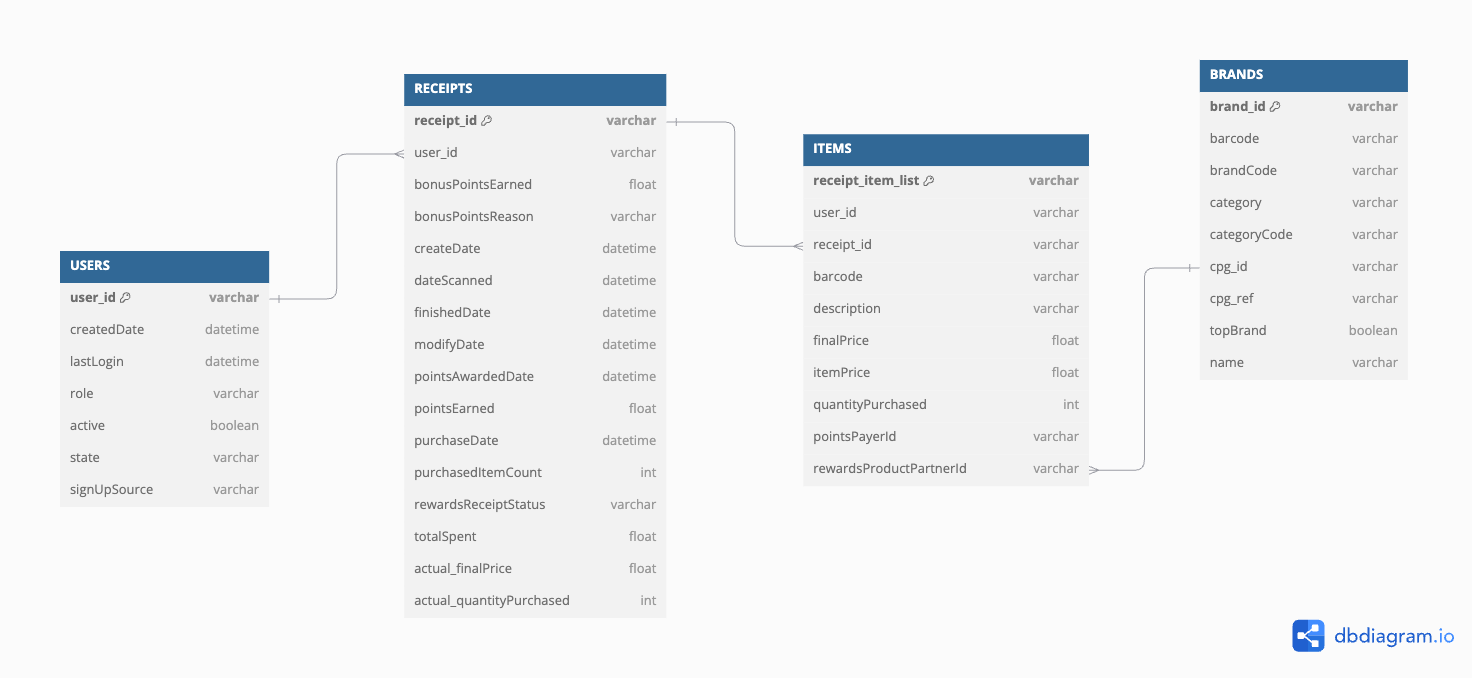 USERS
user_id varchar
createdDate datetime
lastLogin datetime
role varchar
active boolean
state varchar
signUpSource varchar
RECEIPTS
receipt_id varchar
user_id varchar
bonusPointsEarned float
bonusPointsReason varchar
createDate datetime
dateScanned datetime
finishedDate datetime
modifyDate datetime
pointsAwardedDate datetime
pointsEarned float
purchaseDate datetime
purchasedItemCount int
rewardsReceiptStatus varchar
totalSpent float
actual_finalPrice float
actual_quantityPurchased int
ITEMS
receipt_item_list varchar
user_id varchar
receipt_id varchar
barcode varchar
description varchar
finalPrice float
itemPrice float
quantityPurchased int
pointsPayerId varchar
rewardsProductPartnerId varchar
BRANDS
brand_id varchar
barcode varchar
brandCode varchar
category varchar
categoryCode varchar
cpg_id varchar
cpg_ref varchar
topBrand boolean
name varchar
dbdiagram.io